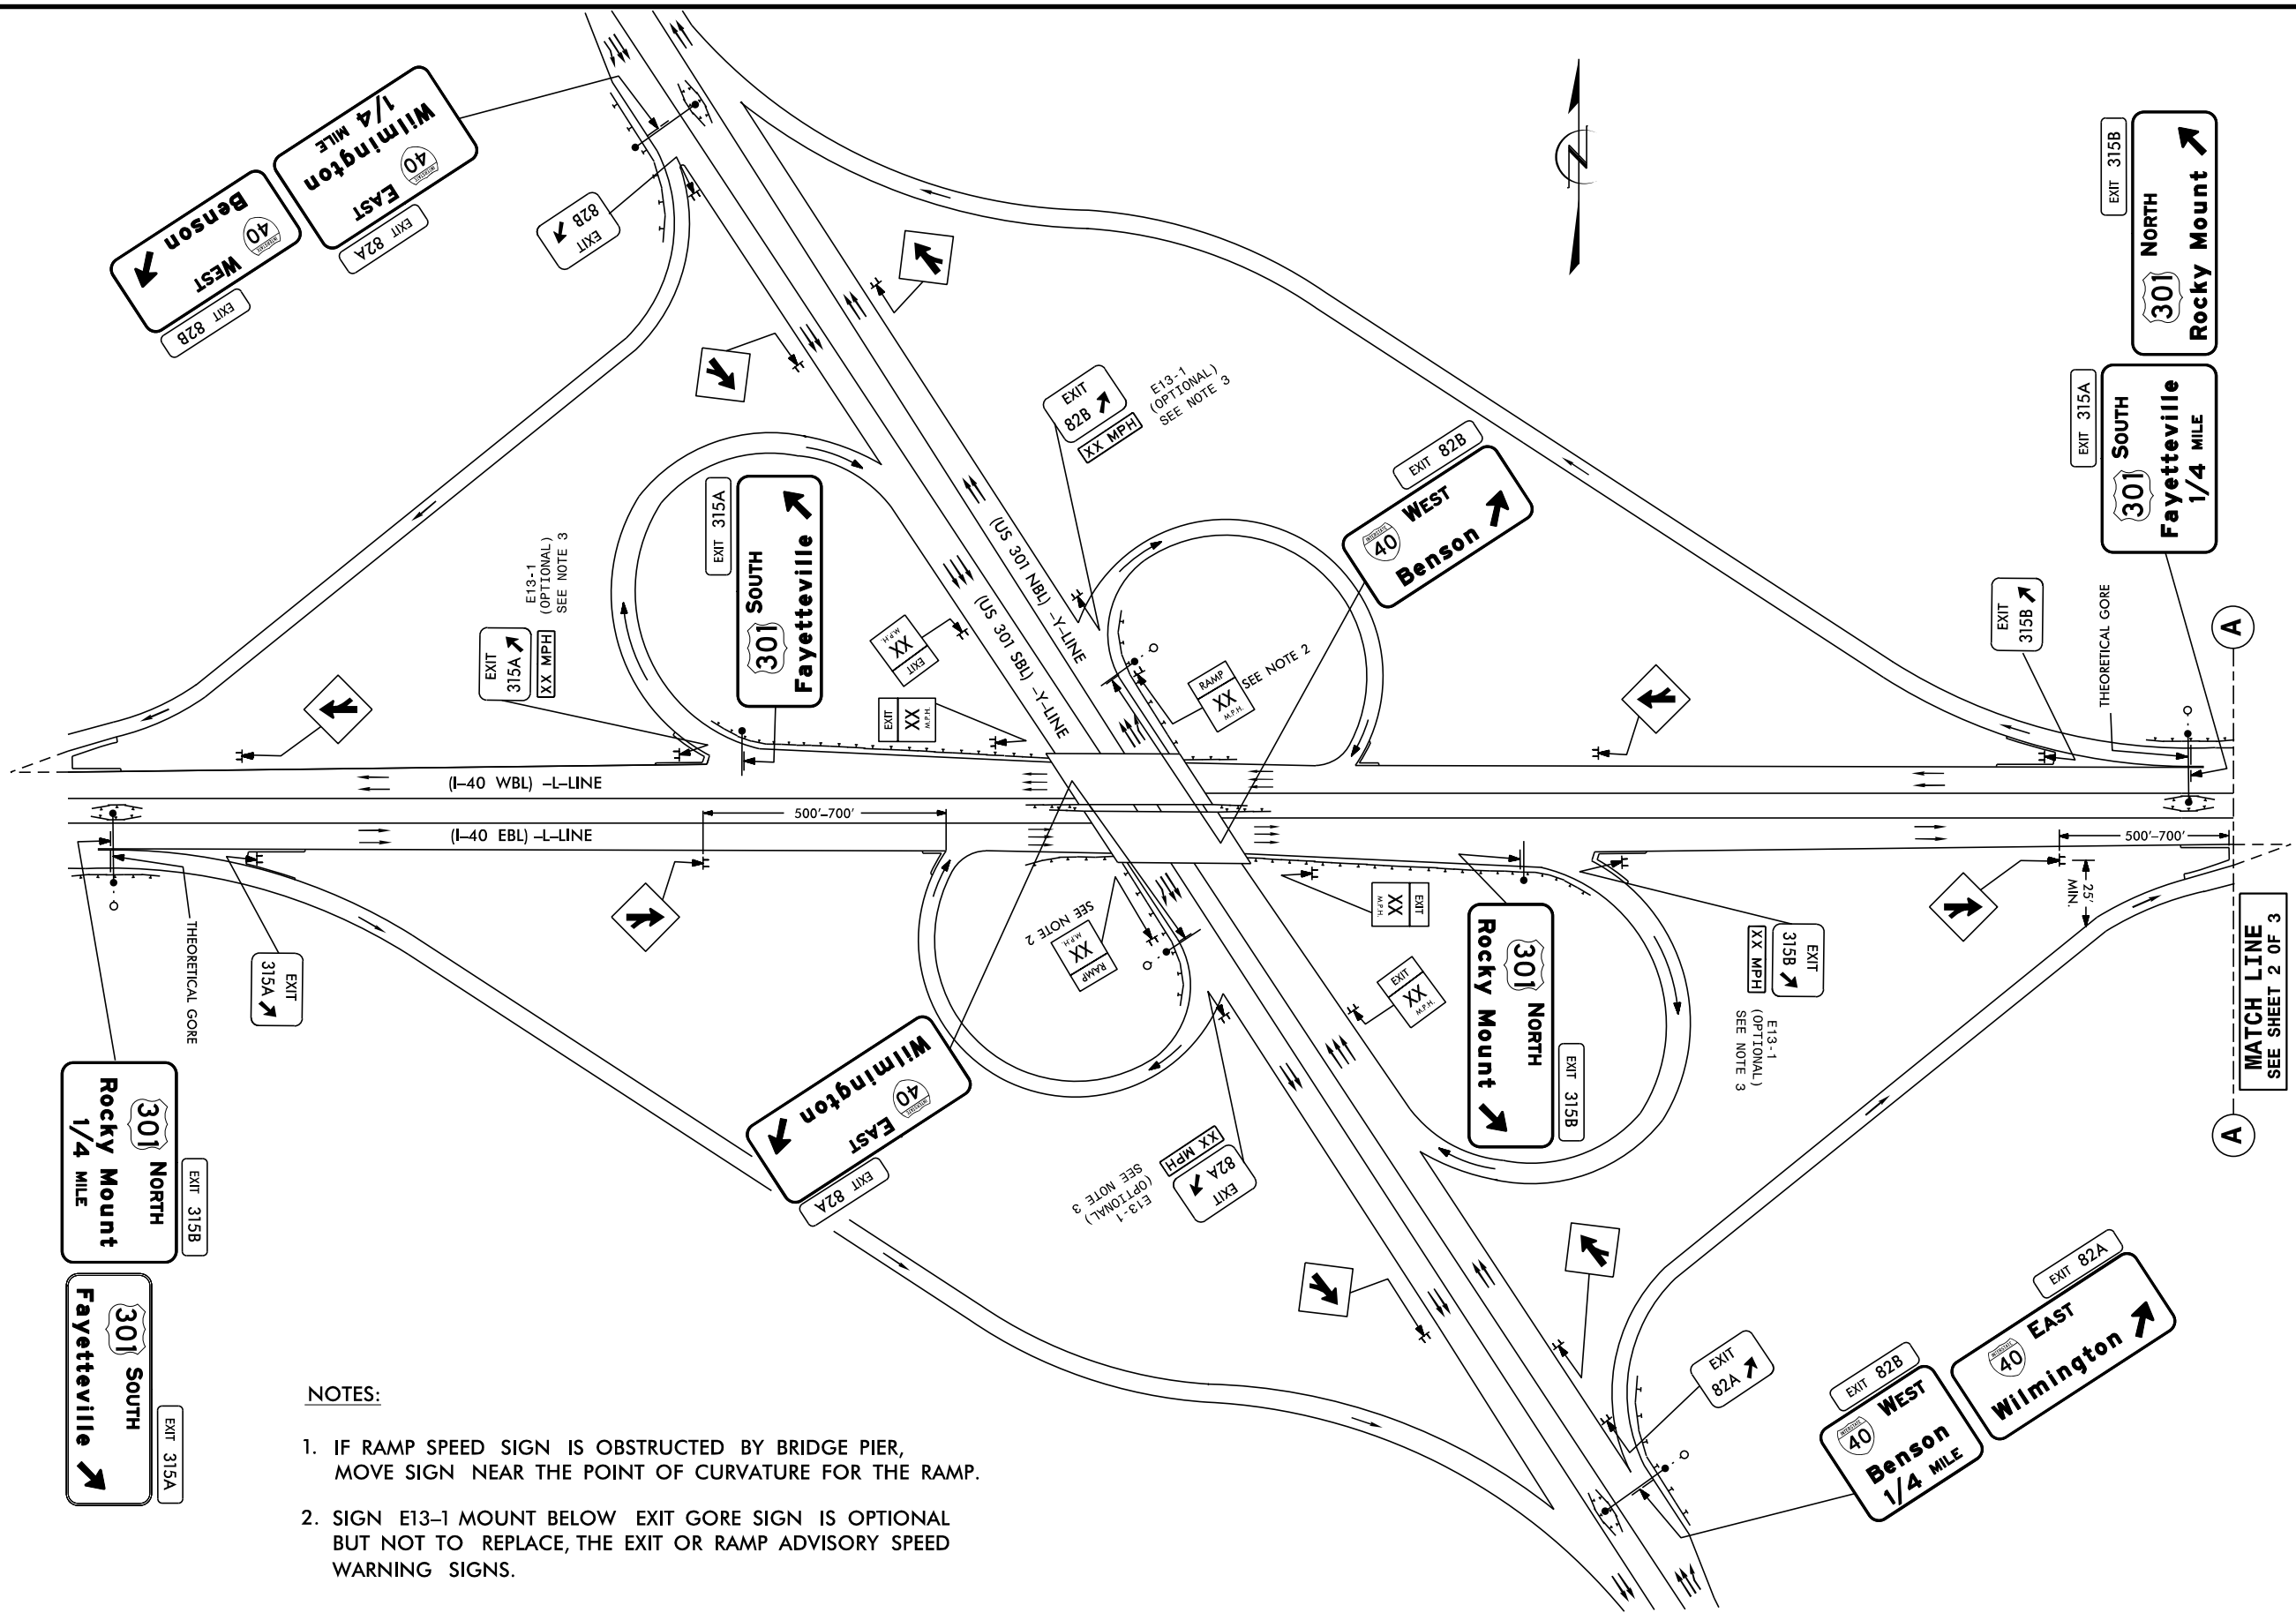 Wilmington
1/4 MILE
INTERSTATE
40
EAST
EXIT 82A
Benson
INTERSTATE
40
WEST
EXIT 82B
EXIT
82B
EXIT 315B
NORTH
301
Rocky Mount
EXIT 315A
SOUTH
301
Fayetteville
1/4 MILE
EXIT
82B
XX MPH
E13-1
(OPTIONAL)
SEE NOTE 3
EXIT 82B
INTERSTATE
40
WEST
Benson
EXIT 315A
SOUTH
301
Fayetteville
E13-1
(OPTIONAL)
SEE NOTE 3
EXIT
315A
XX MPH
EXIT
XX
M.P.H.
EXIT
XX
M.P.H.
(US 301 NBL) -Y-LINE
(US 301 SBL) -Y-LINE
RAMP
XX
M.P.H.
SEE NOTE 2
EXIT
315B
THEORETICAL GORE
A
(I-40 WBL) -L-LINE
(I-40 EBL) -L-LINE
500'-700'
500'-700'
25'
MIN.
MATCH LINE
SEE SHEET 2 OF 3
A
THEORETICAL GORE
EXIT
315A
SEE NOTE 2
RAMP
XX
M.P.H.
EXIT
XX
M.P.H.
EXIT
XX
M.P.H.
301 NORTH
Rocky Mount
EXIT 315B
EXIT
315B
XX MPH
E13-1
(OPTIONAL)
SEE NOTE 3
Wilmington
INTERSTATE
40
EAST
EXIT 82A
XX MPH
EXIT
82A
E13-1
(OPTIONAL)
SEE NOTE 3
301 NORTH
Rocky Mount
1/4 MILE
EXIT 315B
301 SOUTH
Fayetteville
EXIT 315A
EXIT
82A
EXIT 82B
INTERSTATE
40
WEST
Benson
1/4 MILE
EXIT 82A
INTERSTATE
40
EAST
Wilmington
NOTES:
1. IF RAMP SPEED SIGN IS OBSTRUCTED BY BRIDGE PIER,
MOVE SIGN NEAR THE POINT OF CURVATURE FOR THE RAMP.
2. SIGN E13-1 MOUNT BELOW EXIT GORE SIGN IS OPTIONAL
BUT NOT TO REPLACE, THE EXIT OR RAMP ADVISORY SPEED
WARNING SIGNS.